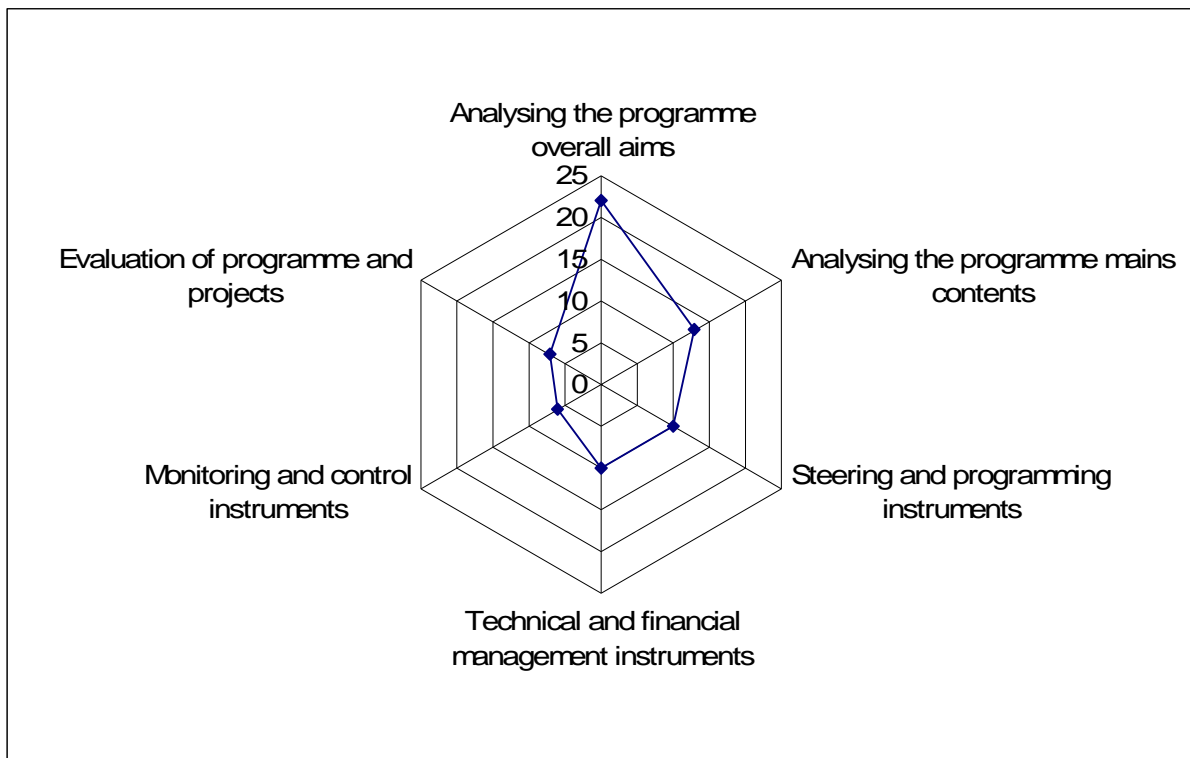 Analysing the programme
overall aims
25
20
15
10
5
0
Evaluation of programme and
projects
Analysing the programme mains
contents
Monitoring and control
instruments
Steering and programming
instruments
Technical and financial
management instruments